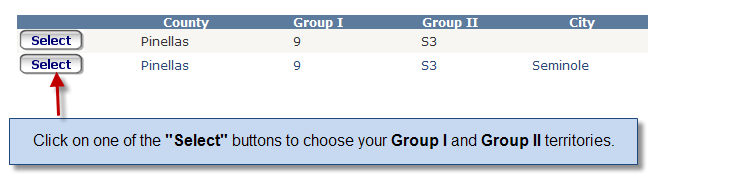 County Group I Group II City
Select Pinellas 9 S3
Select Pinellas 9 S3 Seminole
Click on one of the "Select" buttons to choose your Group I and Group II territories.